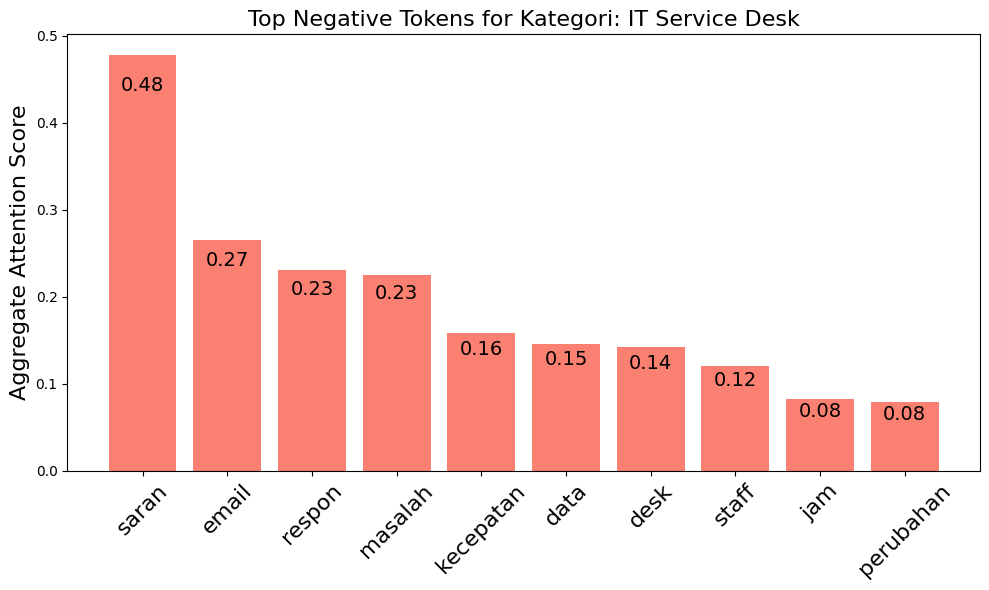 Top Negative Tokens for Kategori: IT Service Desk
Aggregate Attention Score
0.5
0.4
0.3
0.2
0.1
0.0
0.48
0.27
0.23
0.23
0.16
0.15
0.14
0.12
0.08
0.08
saran
email
respon
masalah
kecepatan
data
desk
staff
jam
perubahan